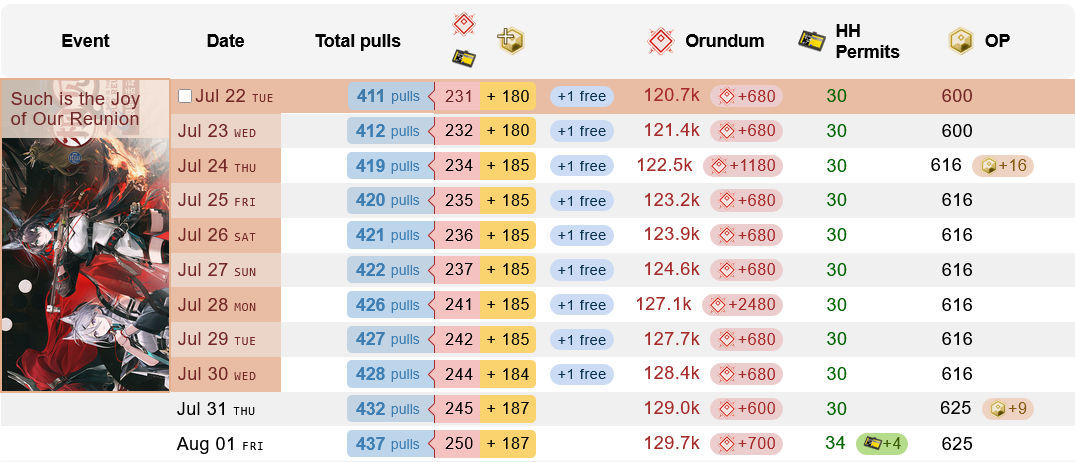 Event Date Total pulls Orundum HH Permits OP
Such is the Joy of Our Reunion
Jul 22 TUE 411 pulls 231 + 180 +1 free 120.7k +680 30 600
Jul 23 WED 412 pulls 232 + 180 +1 free 121.4k +680 30 600
Jul 24 THU 419 pulls 234 + 185 +1 free 122.5k +1180 30 616 +16
Jul 25 FRI 420 pulls 235 + 185 +1 free 123.2k +680 30 616
Jul 26 SAT 421 pulls 236 + 185 +1 free 123.9k +680 30 616
Jul 27 SUN 422 pulls 237 + 185 +1 free 124.6k +680 30 616
Jul 28 MON 426 pulls 241 + 185 +1 free 127.1k +2480 30 616
Jul 29 TUE 427 pulls 242 + 185 +1 free 127.7k +680 30 616
Jul 30 WED 428 pulls 244 + 184 +1 free 128.4k +680 30 616
Jul 31 THU 432 pulls 245 + 187 129.0k +600 30 625 +9
Aug 01 FRI 437 pulls 250 + 187 129.7k +700 34 +4 625